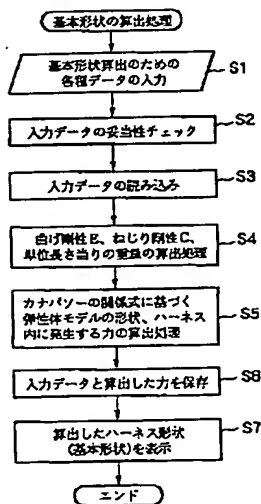 基本形状の算出処理
基本形状算出のための
各種データの入力
S1
入力データの妥当性チェック
S2
入力データの読み込み
S3
曲げ剛性E、ねじり剛性C、
単位長さ当りの重量の算出処理
S4
カナパソーの関係式に基づく
弾性体モデルの形状、ハーネス
内に発生する力の算出処理
S5
入力データと算出した力を保存
S6
算出したハーネス形状
(基本形状)を表示
S7
エンド